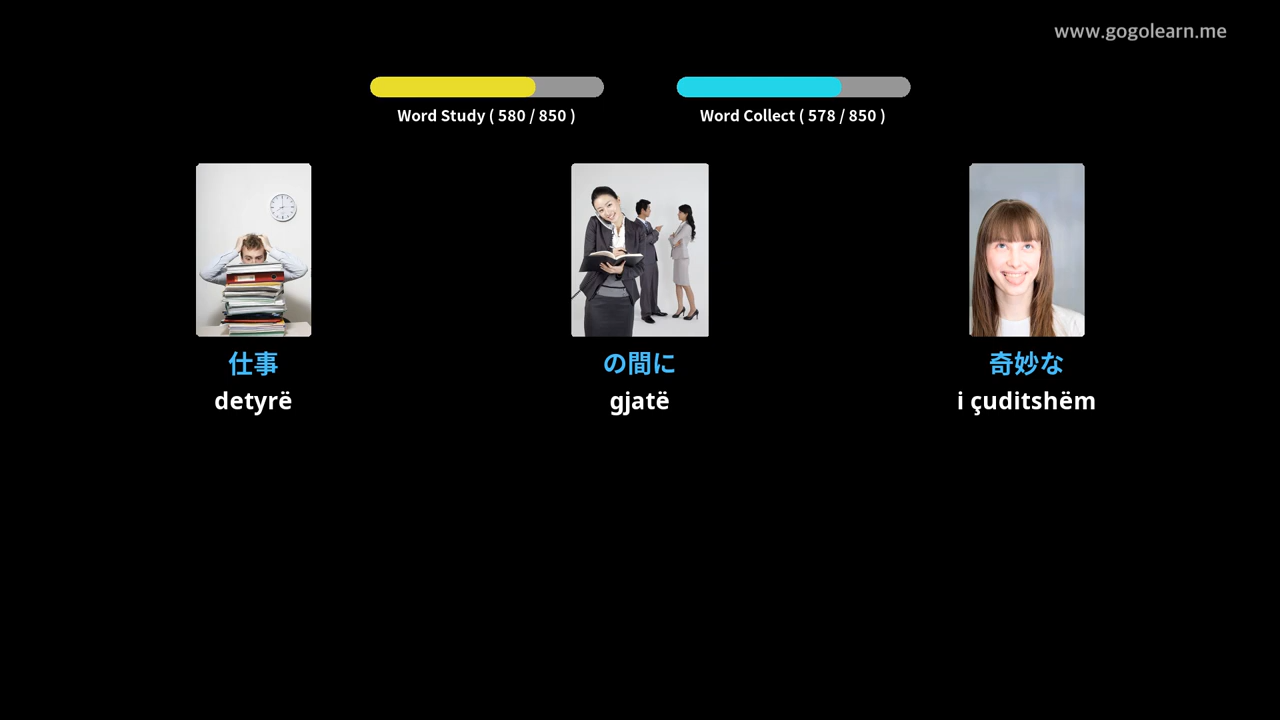 www.gogolearn.me
Word Study ( 580 / 850 )
Word Collect ( 578 / 850 )
仕事
detyrë
の間に
gjatë
奇妙な
i çuditshëm